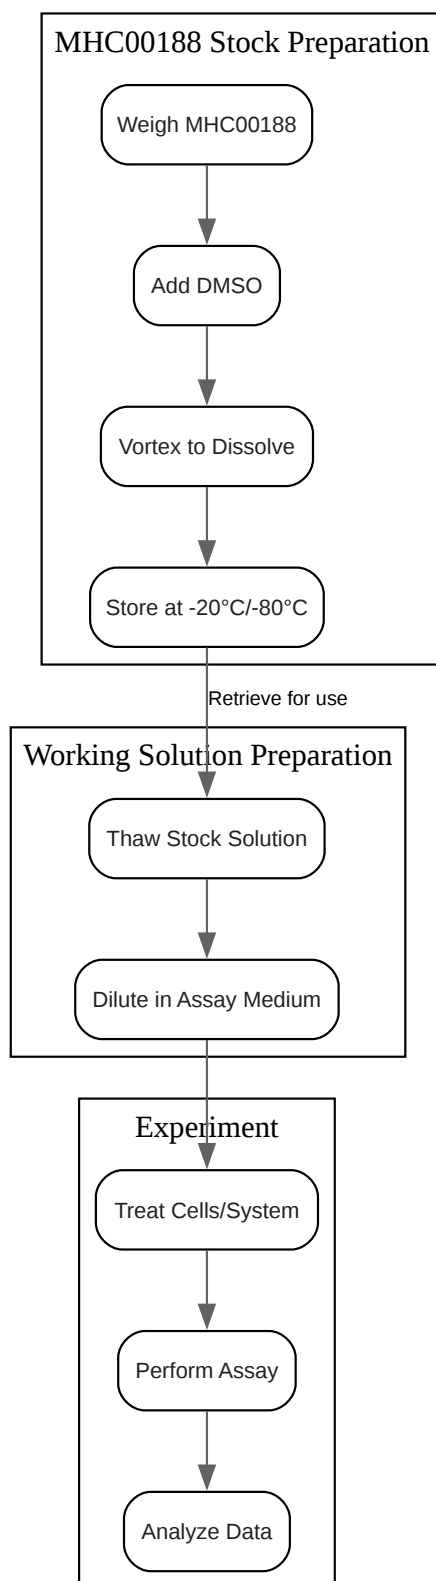 MHC00188 Stock Preparation
Weigh MHC00188
Add DMSO
Vortex to Dissolve
Store at -20°C/-80°C
Retrieve for use
Working Solution Preparation
Thaw Stock Solution
Dilute in Assay Medium
Experiment
Treat Cells/System
Perform Assay
Analyze Data